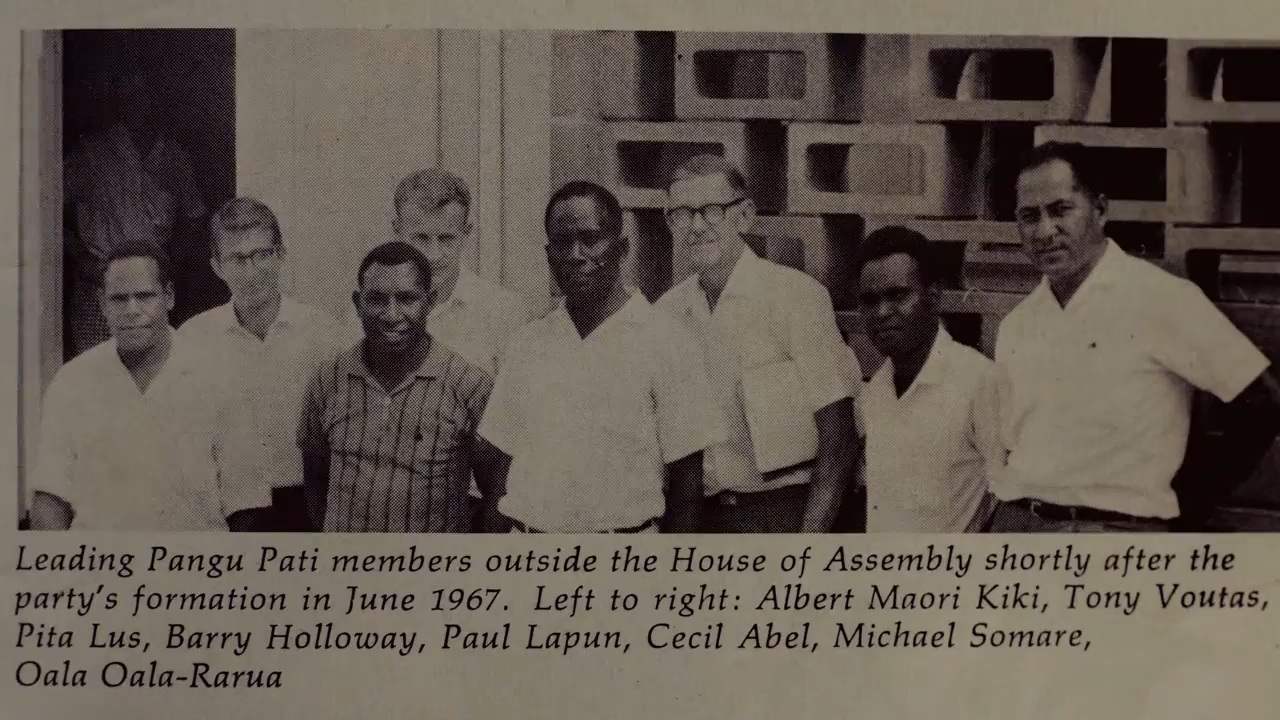 Leading Pangu Pati members outside the House of Assembly shortly after the
party's formation in June 1967. Left to right: Albert Maori Kiki, Tony Voutas,
Pita Lus, Barry Holloway, Paul Lapun, Cecil Abel, Michael Somare,
Oala Oala-Rarua